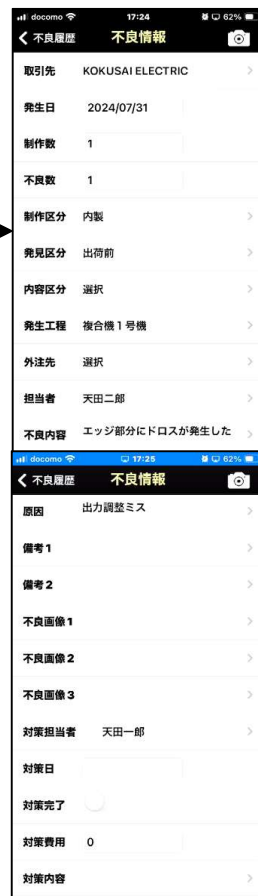 docomo 17:24 62%
不良履歴 不良情報
取引先 KOKUSAI ELECTRIC
発生日 2024/07/31
制作数 1
不良数 1
制作区分 内製
発見区分 出荷前
内容区分 選択
発生工程 複合機1号機
外注先 選択
担当者 天田二郎
不良内容 エッジ部分にドロスが発生した
docomo 17:25 62%
不良履歴 不良情報
原因 出力調整ミス
備考1
備考2
不良画像1
不良画像2
不良画像3
対策担当者 天田一郎
対策日
対策完了
対策費用 0
対策内容